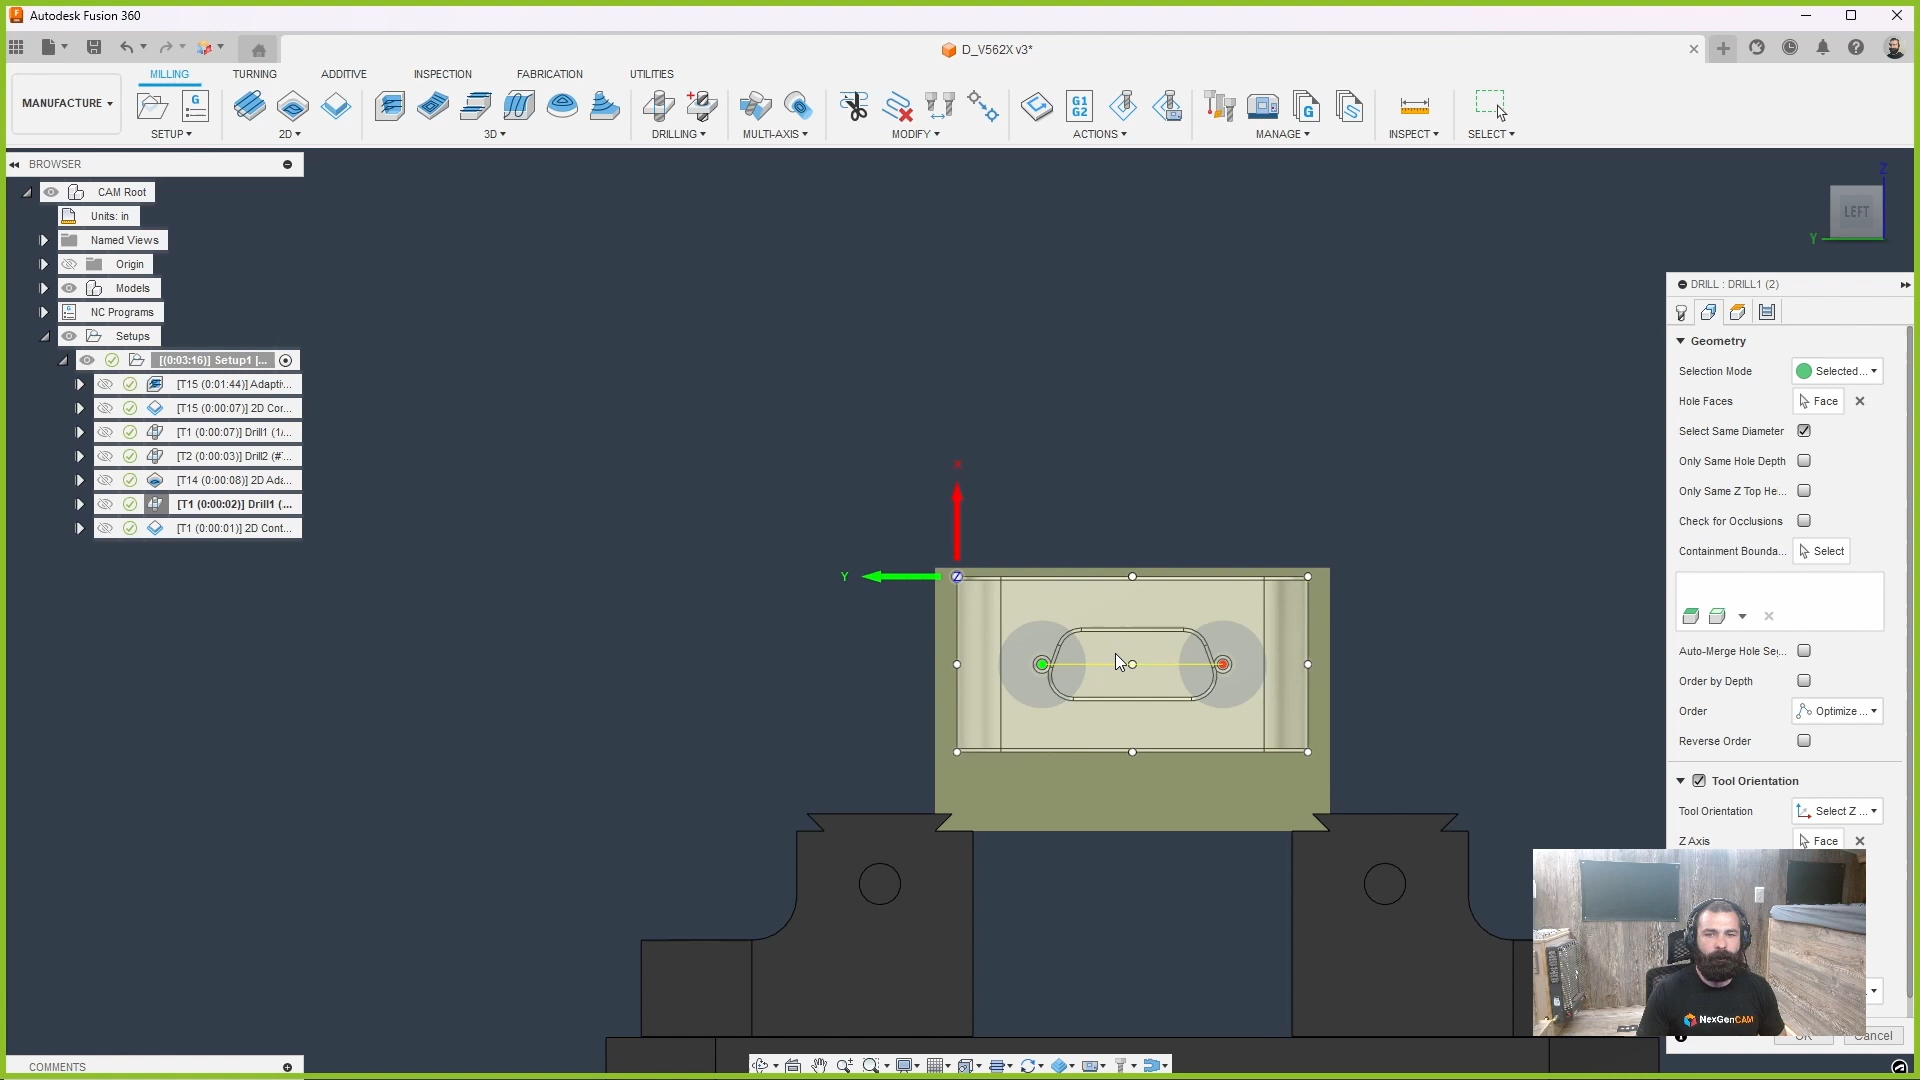 Autodesk Fusion 360
D_V562X v3*
MANUFACTURE
MILLING
TURNING
ADDITIVE
INSPECTION
FABRICATION
UTILITIES
SETUP
2D
3D
DRILLING
MULTI-AXIS
MODIFY
G1
G2
ACTIONS
MANAGE
INSPECT
SELECT
BROWSER
CAM Root
Units: in
Named Views
Origin
Models
NC Programs
Setups
[(0:03:16)] Setup1 [...
[T15 (0:01:44)] Adapti...
[T15 (0:00:07)] 2D Cor...
[T1 (0:00:07)] Drill1 (1/...
[T2 (0:00:03)] Drill2 (#...
[T14 (0:00:08)] 2D Ada...
[T1 (0:00:02)] Drill1 (...
[T1 (0:00:01)] 2D Cont...
Z
LEFT
Y
X
Y
Z
DRILL : DRILL1 (2)
Geometry
Selection Mode
Selected...
Hole Faces
Face
Select Same Diameter
Only Same Hole Depth
Only Same Z Top He...
Check for Occlusions
Containment Bounda...
Select
Auto-Merge Hole Se...
Order by Depth
Order
Optimize ...
Reverse Order
Tool Orientation
Tool Orientation
Select Z ...
Z Axis
Face
OK
Cancel
NexGenCAM
COMMENTS